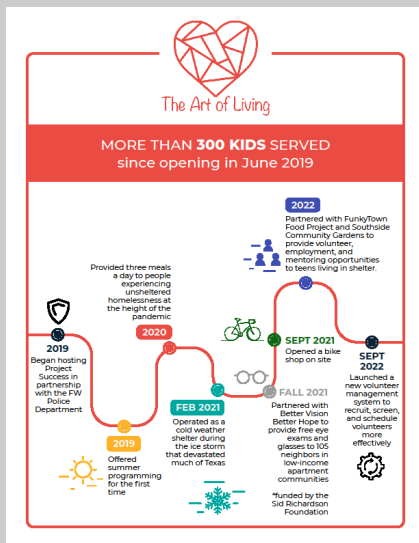 The Art of Living
MORE THAN 300 KIDS SERVED
since opening in June 2019
2019
Began hosting
Project
Success in
partnership
with the FW
Police
Department
2019
Offered
summer
programming
for the first
time
Provided three meals
a day to people
experiencing
unsheltered
homelessness at
the height of the
pandemic
2020
FEB 2021
Operated as a
cold weather
shelter during
the ice storm
that devastated
much of Texas
SEPT 2021
Opened a bike
shop on site
FALL 2021
Partnered with
Better Vision
Better Hope to
provide free eye
exams and
glasses to 105
neighbors in
low-income
apartment
communities
*funded by the
Sid Richardson
Foundation
2022
Partnered with FunkyTown
Food Project and Southside
Community Gardens to
provide volunteer,
employment, and
mentoring opportunities
to teens living in shelter.
SEPT
2022
Launched a
new volunteer
management
system to
recruit, screen,
and schedule
volunteers
more
effectively